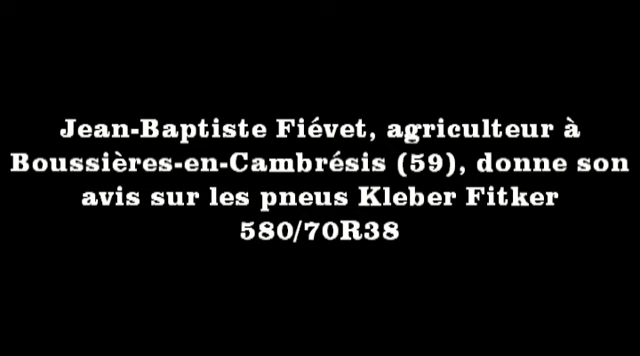 Jean-Baptiste Fiévet, agriculteur à
Boussières-en-Cambrésis (59), donne son
avis sur les pneus Kleber Fitker
580/70R38